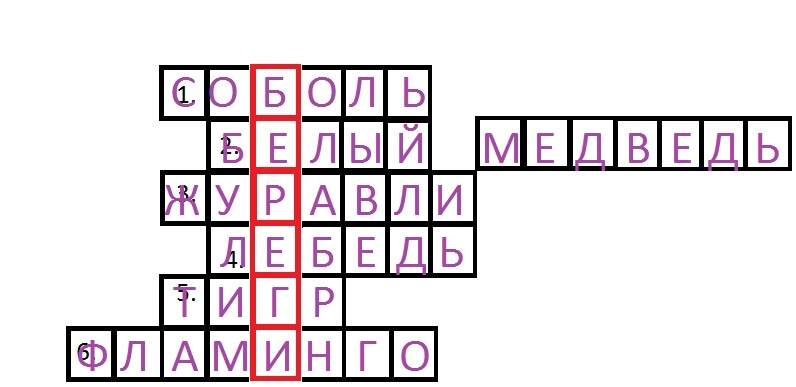 1. СОБОЛЬ
2. БЕЛЫЙ МЕДВЕДЬ
3. ЖУРАВЛИ
4. ЛЕБЕДЬ
5. ТИГР
6. ФЛАМИНГО